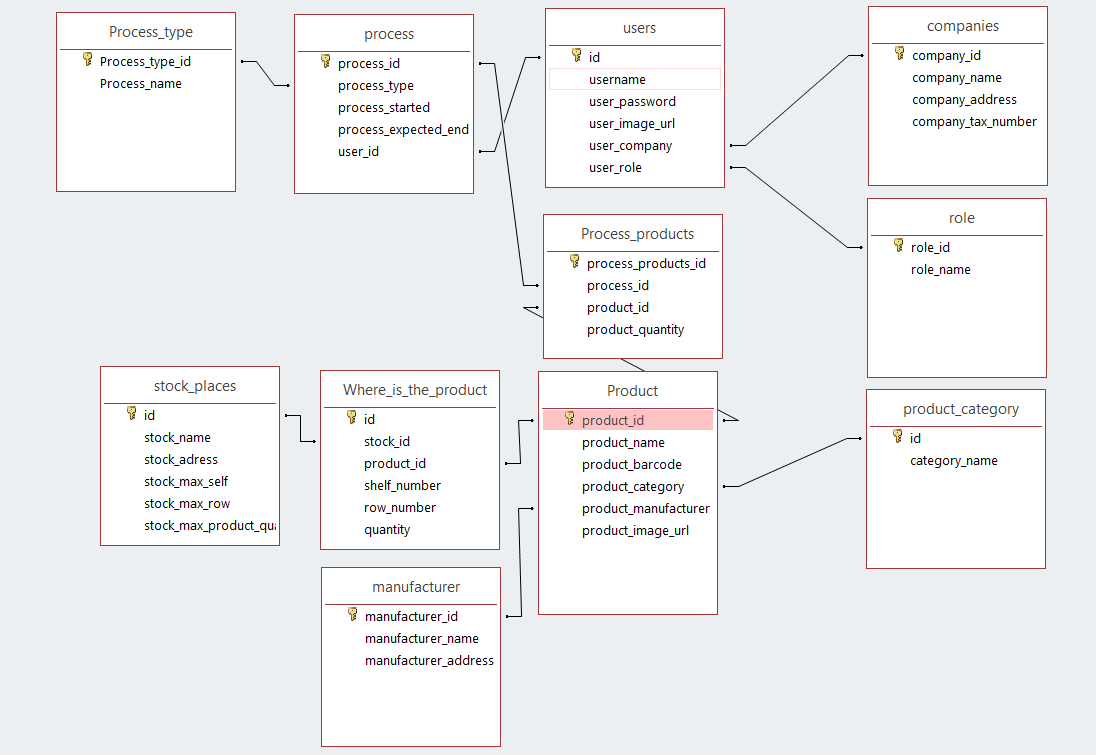 Process_type
Process_type_id
Process_name
process
process_id
process_type
process_started
process_expected_end
user_id
users
id
username
user_password
user_image_url
user_company
user_role
companies
company_id
company_name
company_address
company_tax_number
role
role_id
role_name
Process_products
process_products_id
process_id
product_id
product_quantity
stock_places
id
stock_name
stock_adress
stock_max_self
stock_max_row
stock_max_product_qu
Where_is_the_product
id
stock_id
product_id
shelf_number
row_number
quantity
Product
product_id
product_name
product_barcode
product_category
product_manufacturer
product_image_url
product_category
id
category_name
manufacturer
manufacturer_id
manufacturer_name
manufacturer_address